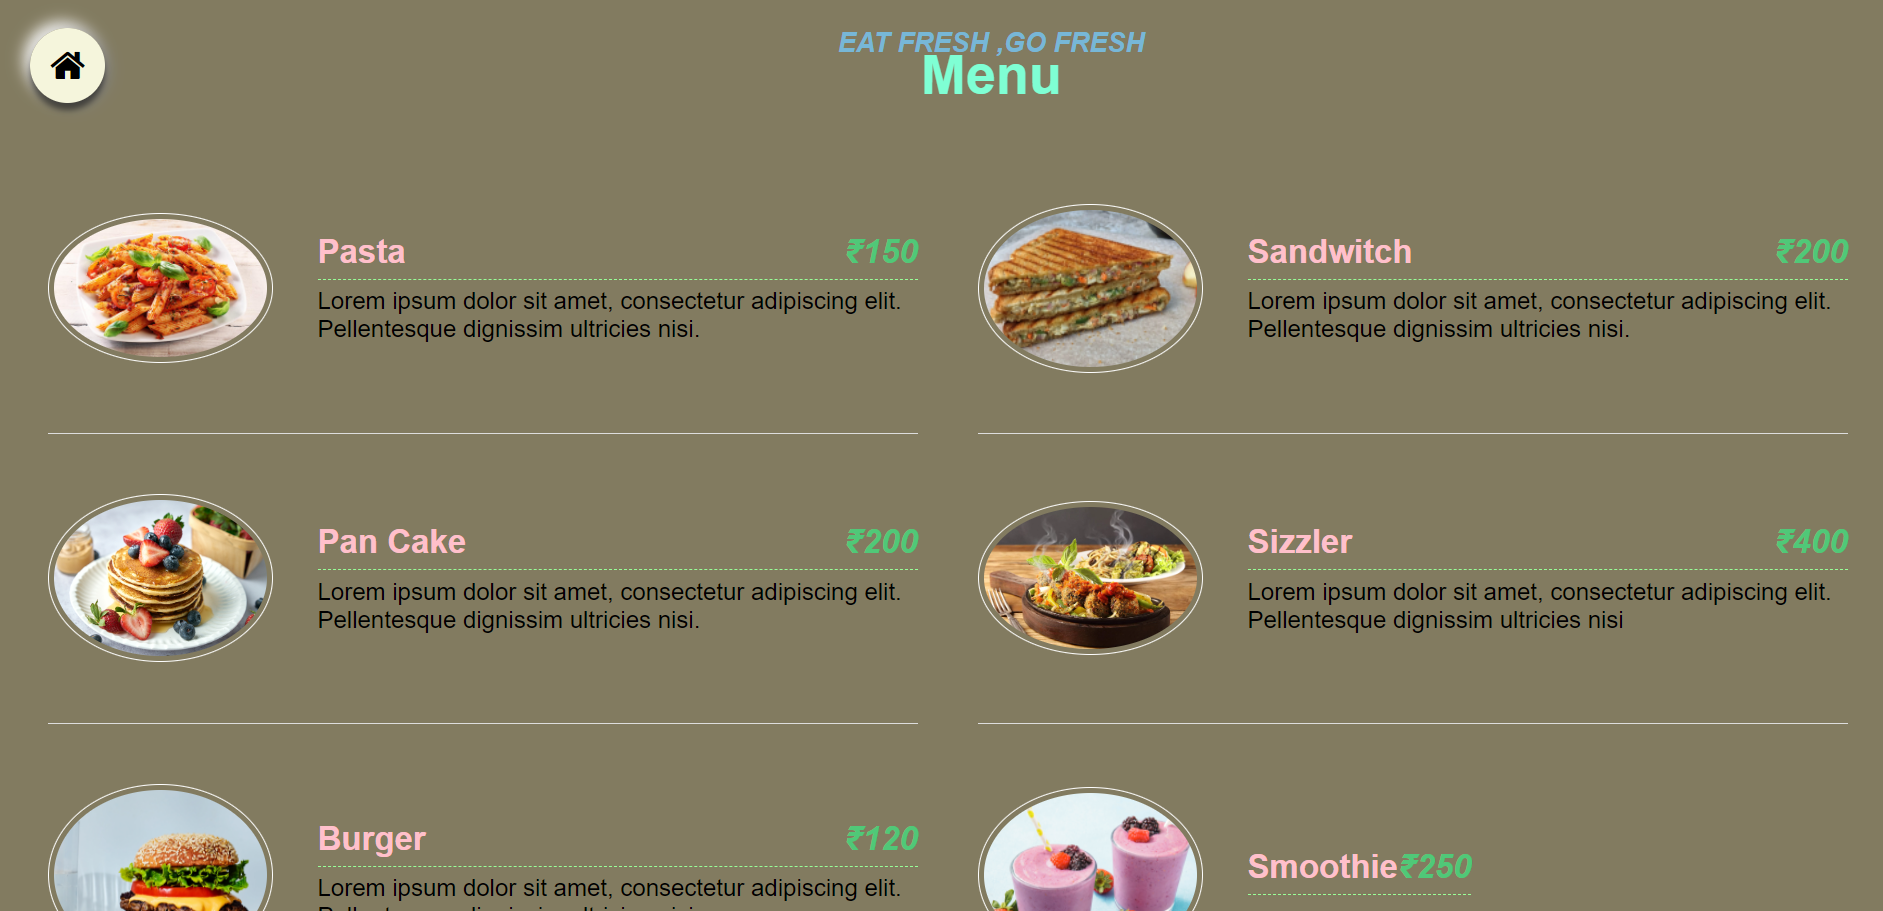 EAT FRESH ,GO FRESH
Menu
Pasta ₹150
Lorem ipsum dolor sit amet, consectetur adipiscing elit.
Pellentesque dignissim ultricies nisi.
Sandwitch ₹200
Lorem ipsum dolor sit amet, consectetur adipiscing elit.
Pellentesque dignissim ultricies nisi.
Pan Cake ₹200
Lorem ipsum dolor sit amet, consectetur adipiscing elit.
Pellentesque dignissim ultricies nisi.
Sizzler ₹400
Lorem ipsum dolor sit amet, consectetur adipiscing elit.
Pellentesque dignissim ultricies nisi
Burger ₹120
Lorem ipsum dolor sit amet, consectetur adipiscing elit.
Smoothie₹250